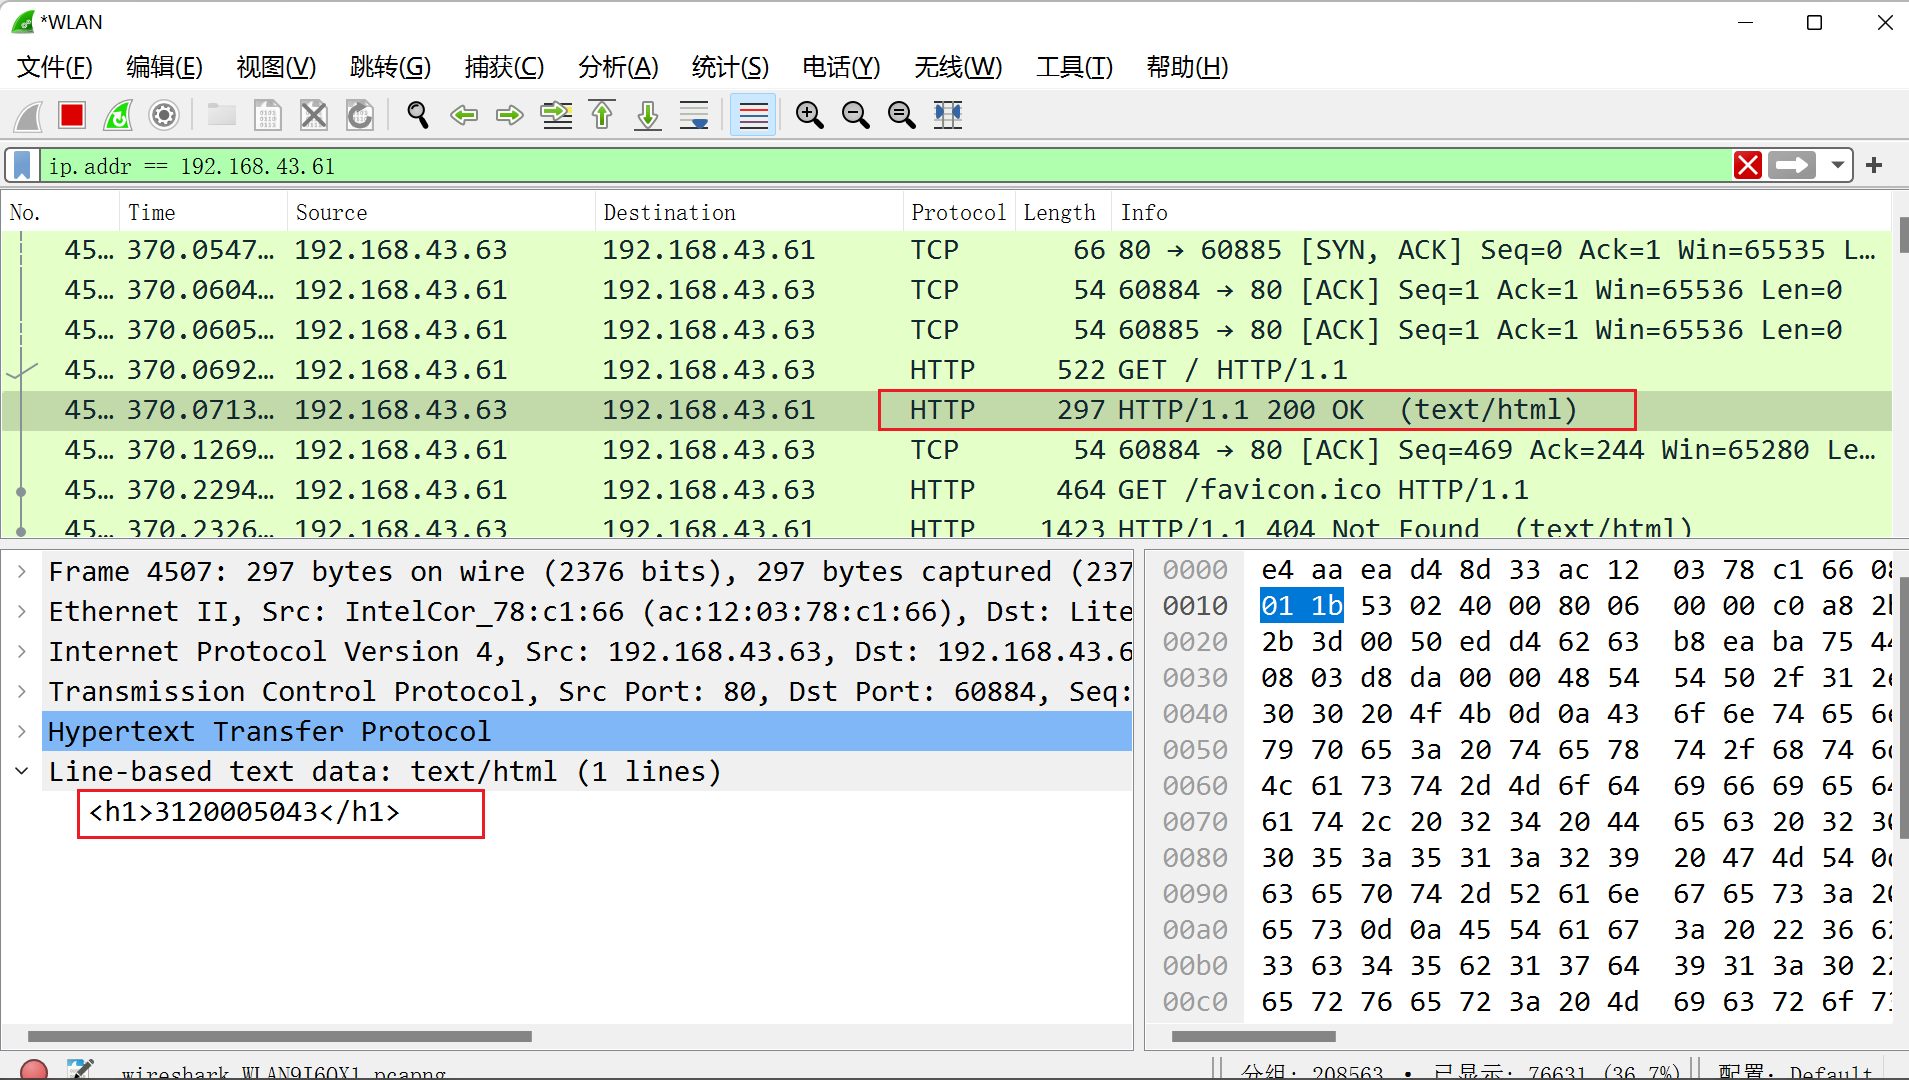 *WLAN
文件(F) 编辑(E) 视图(V) 跳转(G) 捕获(C) 分析(A) 统计(S) 电话(Y) 无线(W) 工具(T) 帮助(H)
ip.addr == 192.168.43.61
No. Time Source Destination Protocol Length Info
45… 370.0547… 192.168.43.63 192.168.43.61 TCP 66 80 → 60885 [SYN, ACK] Seq=0 Ack=1 Win=65535 L…
45… 370.0604… 192.168.43.61 192.168.43.63 TCP 54 60884 → 80 [ACK] Seq=1 Ack=1 Win=65536 Len=0
45… 370.0605… 192.168.43.61 192.168.43.63 TCP 54 60885 → 80 [ACK] Seq=1 Ack=1 Win=65536 Len=0
45… 370.0692… 192.168.43.61 192.168.43.63 HTTP 522 GET / HTTP/1.1
45… 370.0713… 192.168.43.63 192.168.43.61 HTTP 297 HTTP/1.1 200 OK (text/html)
45… 370.1269… 192.168.43.61 192.168.43.63 TCP 54 60884 → 80 [ACK] Seq=469 Ack=244 Win=65280 Le…
45… 370.2294… 192.168.43.61 192.168.43.63 HTTP 464 GET /favicon.ico HTTP/1.1
45… 370.2326… 192.168.43.63 192.168.43.61 HTTP 1423 HTTP/1.1 404 Not Found (text/html)
Frame 4507: 297 bytes on wire (2376 bits), 297 bytes captured (237
Ethernet II, Src: IntelCor_78:c1:66 (ac:12:03:78:c1:66), Dst: Lite
Internet Protocol Version 4, Src: 192.168.43.63, Dst: 192.168.43.6
Transmission Control Protocol, Src Port: 80, Dst Port: 60884, Seq:
Hypertext Transfer Protocol
Line-based text data: text/html (1 lines)
<h1>3120005043</h1>
0000 e4 aa ea d4 8d 33 ac 12 03 78 c1 66 08
0010 01 1b 53 02 40 00 80 06 00 00 c0 a8 2b
0020 2b 3d 00 50 ed d4 62 63 b8 ea ba 75 44
0030 08 03 d8 da 00 00 48 54 54 50 2f 31 2e
0040 30 30 20 4f 4b 0d 0a 43 6f 6e 74 65 6e
0050 79 70 65 3a 20 74 65 78 74 2f 68 74 6d
0060 4c 61 73 74 2d 4d 6f 64 69 66 69 65 64
0070 61 74 2c 20 32 34 20 44 65 63 20 32 30
0080 30 35 3a 35 31 3a 32 39 20 47 4d 54 0d
0090 63 65 70 74 2d 52 61 6e 67 65 73 3a 20
00a0 65 73 0d 0a 45 54 61 67 3a 20 22 36 62
00b0 33 63 34 35 62 31 37 64 39 31 3a 30 22
00c0 65 72 76 65 72 3a 20 4d 69 63 72 6f 73
wireshark_WLAN9I6OX1.pcapng 分组: 208563 · 已显示: 76631 (36.7%) 配置: Default